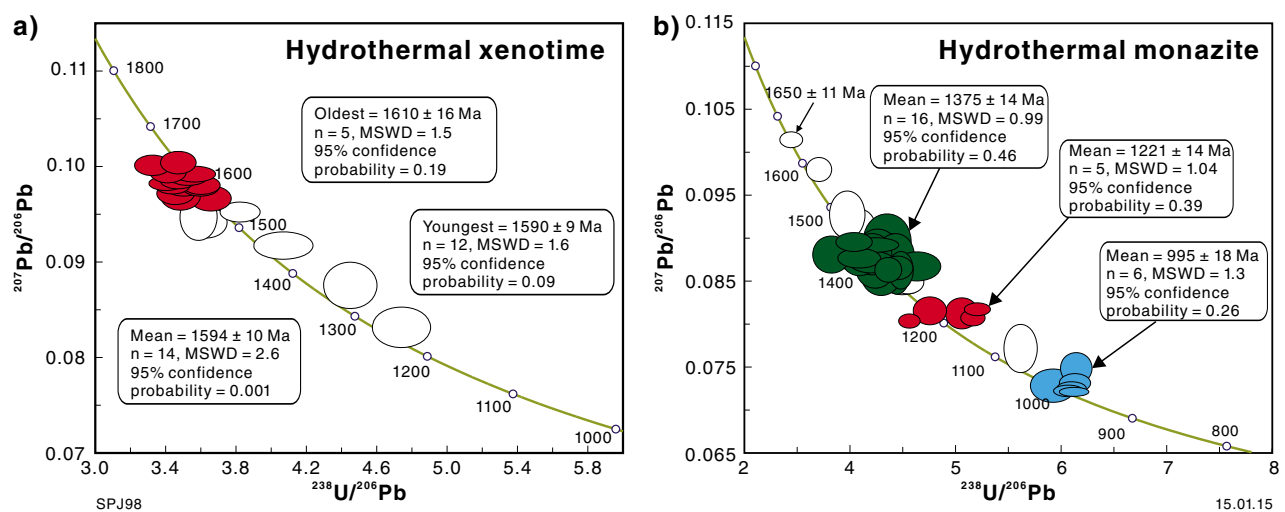 a)
Hydrothermal xenotime
0.11
0.10
0.09
0.08
0.07
207Pb/206Pb
1800
1700
1600
1500
1400
1300
1200
1100
1000
Oldest = 1610 ± 16 Ma
n = 5, MSWD = 1.5
95% confidence
probability = 0.19
Youngest = 1590 ± 9 Ma
n = 12, MSWD = 1.6
95% confidence
probability = 0.09
Mean = 1594 ± 10 Ma
n = 14, MSWD = 2.6
95% confidence
probability = 0.001
3.0 3.4 3.8 4.2 4.6 5.0 5.4 5.8
238U/206Pb
SPJ98
b)
Hydrothermal monazite
0.115
0.105
0.095
0.085
0.075
0.065
207Pb/206Pb
1650 ± 11 Ma
1600
1500
1400
1200
1100
1000
900
800
Mean = 1375 ± 14 Ma
n = 16, MSWD = 0.99
95% confidence
probability = 0.46
Mean = 1221 ± 14 Ma
n = 5, MSWD = 1.04
95% confidence
probability = 0.39
Mean = 995 ± 18 Ma
n = 6, MSWD = 1.3
95% confidence
probability = 0.26
2 4 5 6 7 8
238U/206Pb
15.01.15